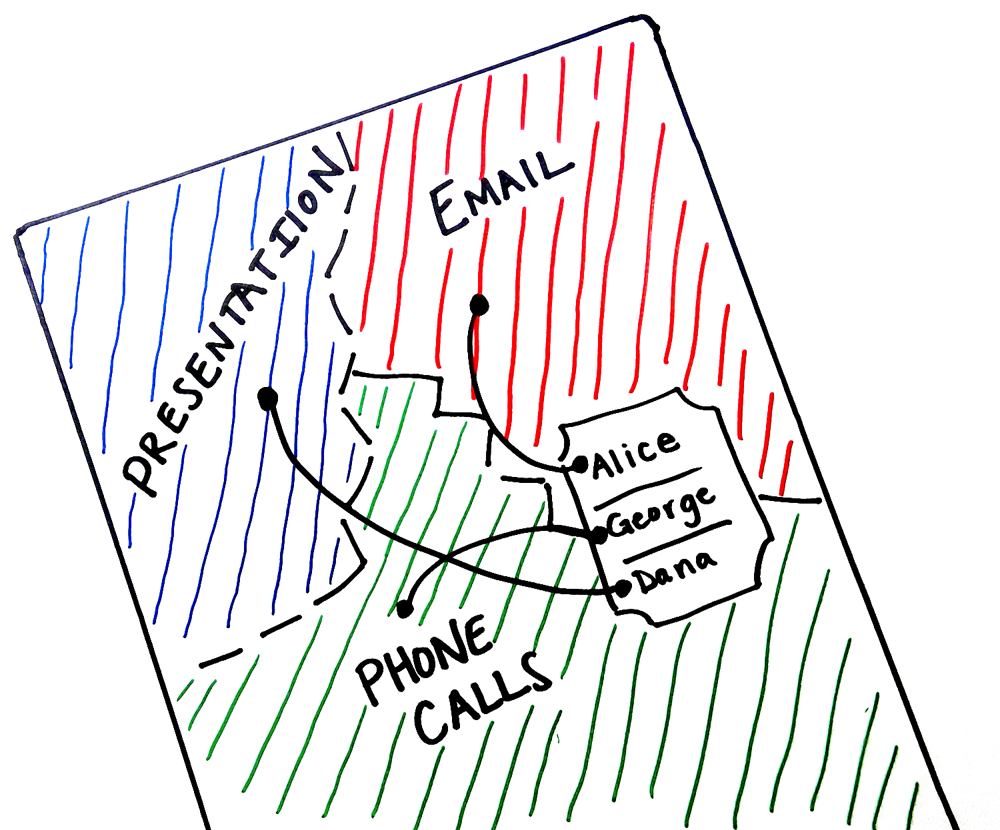 PRESENTATION
EMAIL
Alice
George
Dana
PHONE
CALLS